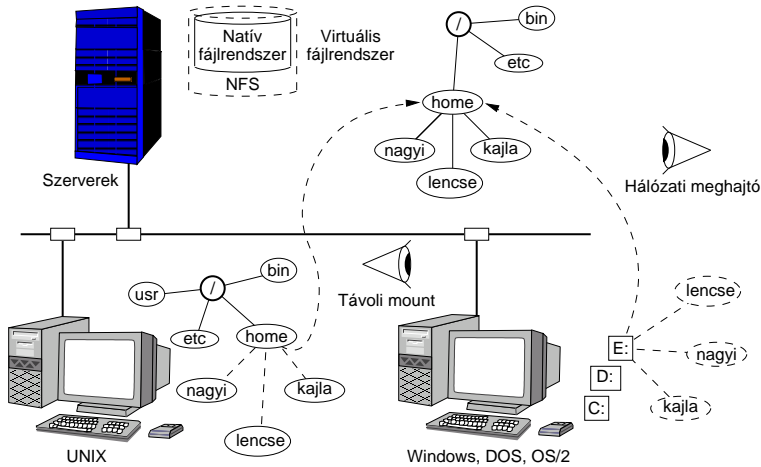 Natív
fájlrendszer
NFS
Virtuális
fájlrendszer
/
bin
etc
home
nagyi
kajla
lencse
Szerverek
Hálózati meghajtó
/
bin
usr
etc
home
nagyi
kajla
lencse
Távoli mount
E:
D:
C:
lencse
nagyi
kajla
UNIX
Windows, DOS, OS/2